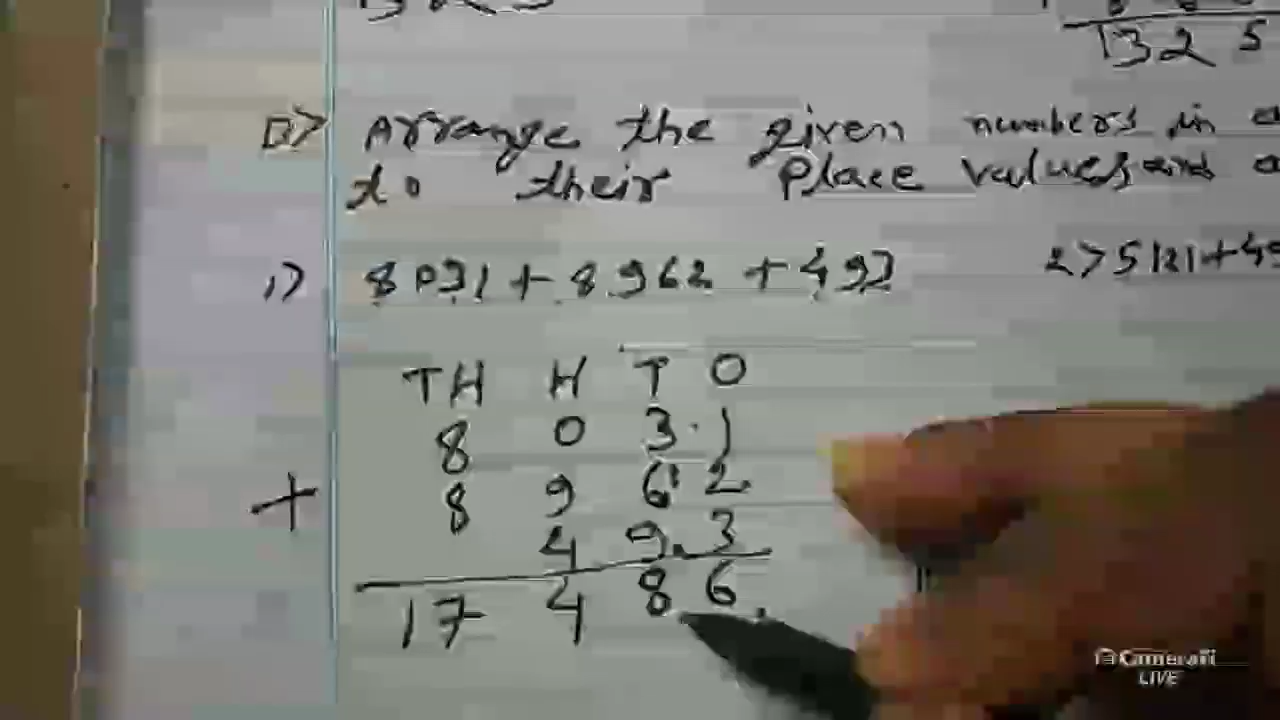 1325
B> Arrange the given numbers in
to their Place values and
1> 8031 + 8962 + 493
2> 5121+49
TH H T O
8 0 3 1
+ 8 9 6 2
4 9 3
17 4 8 6
CameraFi
LIVE